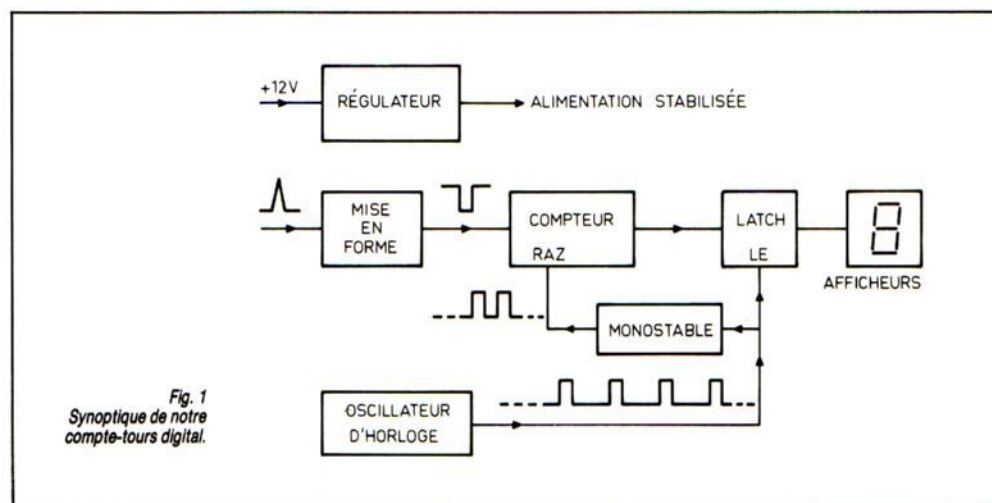 +12V
RÉGULATEUR
ALIMENTATION STABILISÉE
MISE
EN
FORME
COMPTEUR
RAZ
LATCH
LE
AFFICHEURS
MONOSTABLE
OSCILLATEUR
D'HORLOGE
Fig. 1
Synoptique de notre
compte-tours digital.